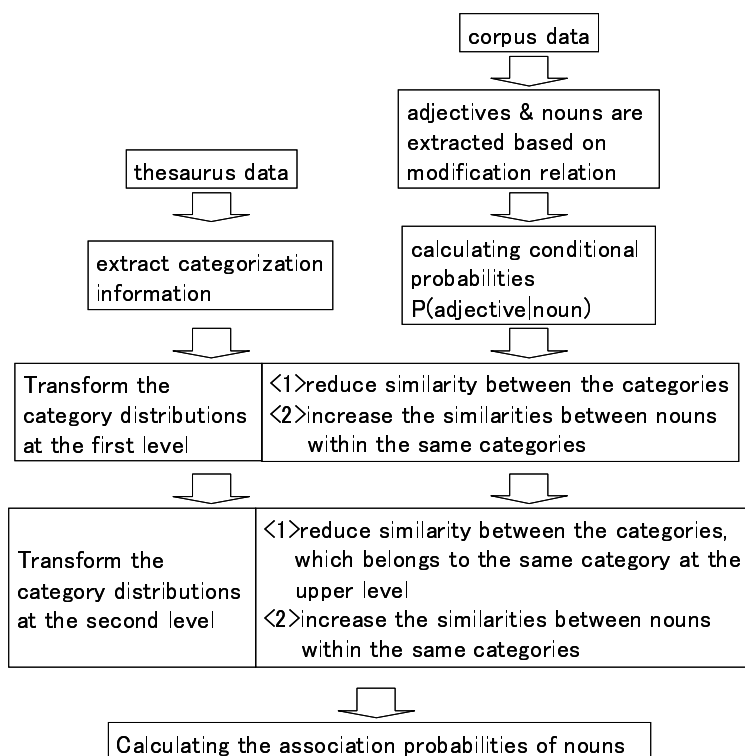 corpus data
adjectives & nouns are
extracted based on
modification relation
thesaurus data
extract categorization
information
calculating conditional
probabilities
P(adjective|noun)
Transform the
category distributions
at the first level
<1>reduce similarity between the categories
<2>increase the similarities between nouns
within the same categories
Transform the
category distributions
at the second level
<1>reduce similarity between the categories,
which belongs to the same category at the
upper level
<2>increase the similarities between nouns
within the same categories
Calculating the association probabilities of nouns